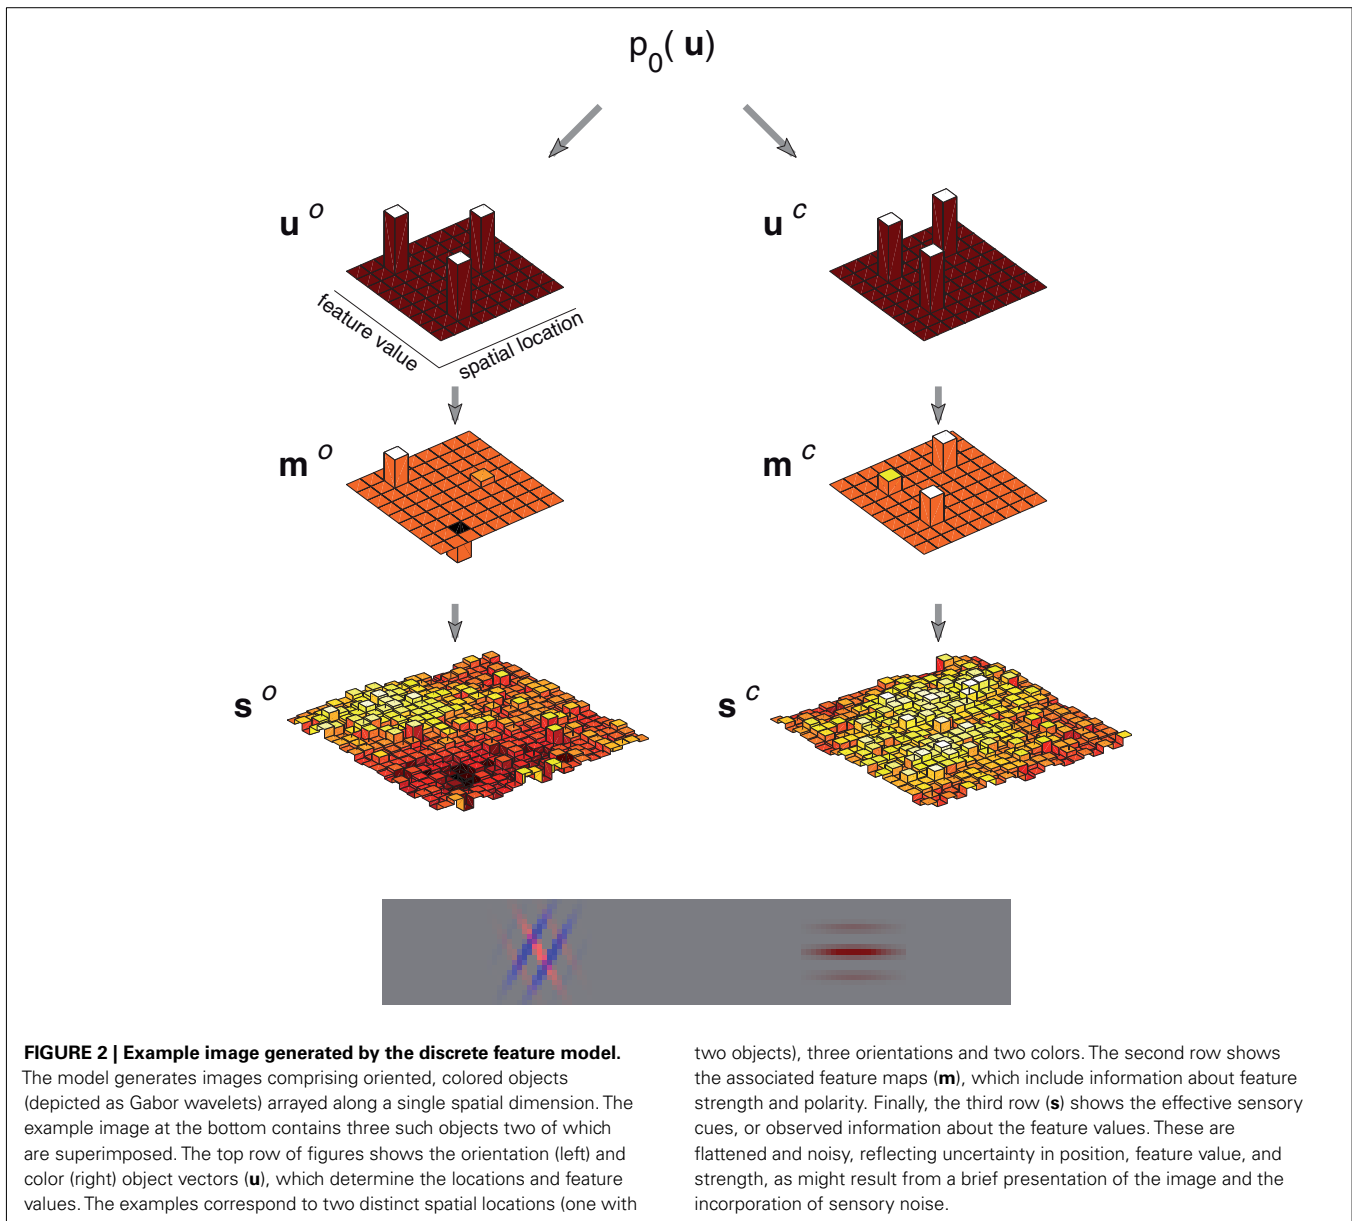 p0( u)
u o
u c
feature value
spatial location
m o
m c
s o
s c
FIGURE 2 | Example image generated by the discrete feature model.
The model generates images comprising oriented, colored objects
(depicted as Gabor wavelets) arrayed along a single spatial dimension. The
example image at the bottom contains three such objects two of which
are superimposed. The top row of figures shows the orientation (left) and
color (right) object vectors (u), which determine the locations and feature
values. The examples correspond to two distinct spatial locations (one with
two objects), three orientations and two colors. The second row shows
the associated feature maps (m), which include information about feature
strength and polarity. Finally, the third row (s) shows the effective sensory
cues, or observed information about the feature values. These are
flattened and noisy, reflecting uncertainty in position, feature value, and
strength, as might result from a brief presentation of the image and the
incorporation of sensory noise.